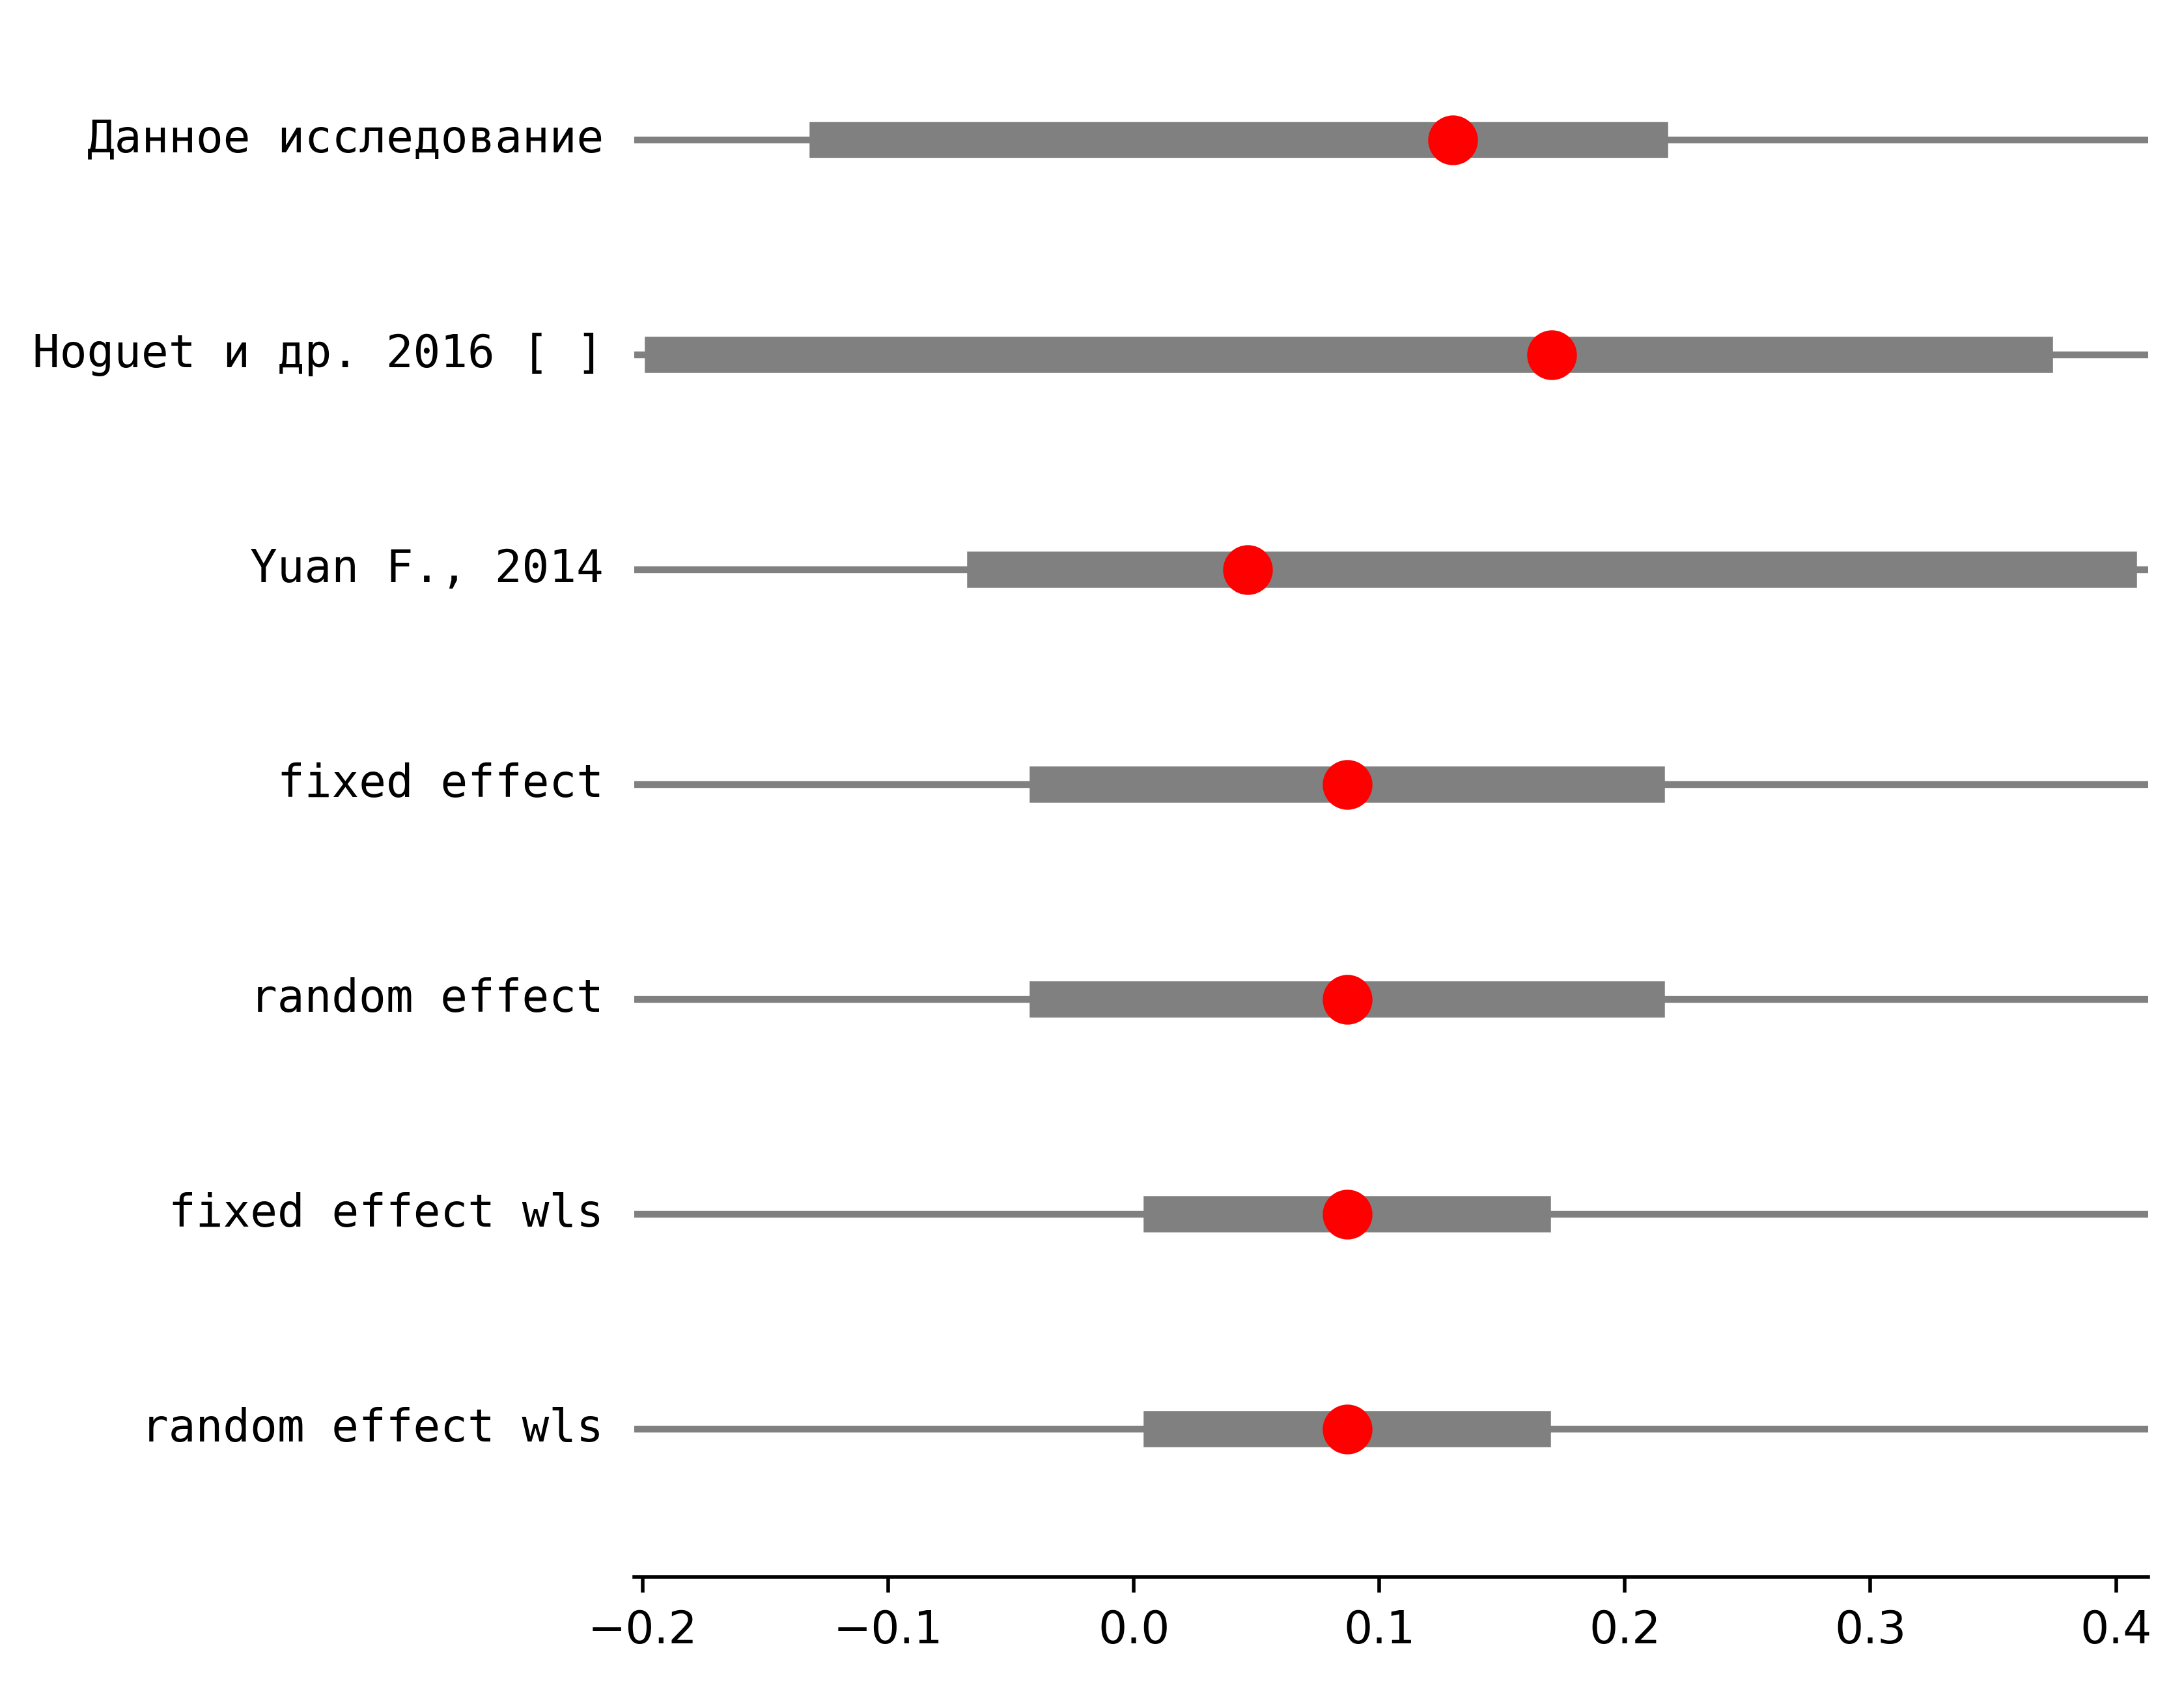 Данное исследование
Hoguet и др. 2016 [ ]
Yuan F., 2014
fixed effect
random effect
fixed effect wls
random effect wls
−0.2 −0.1 0.0 0.1 0.2 0.3 0.4